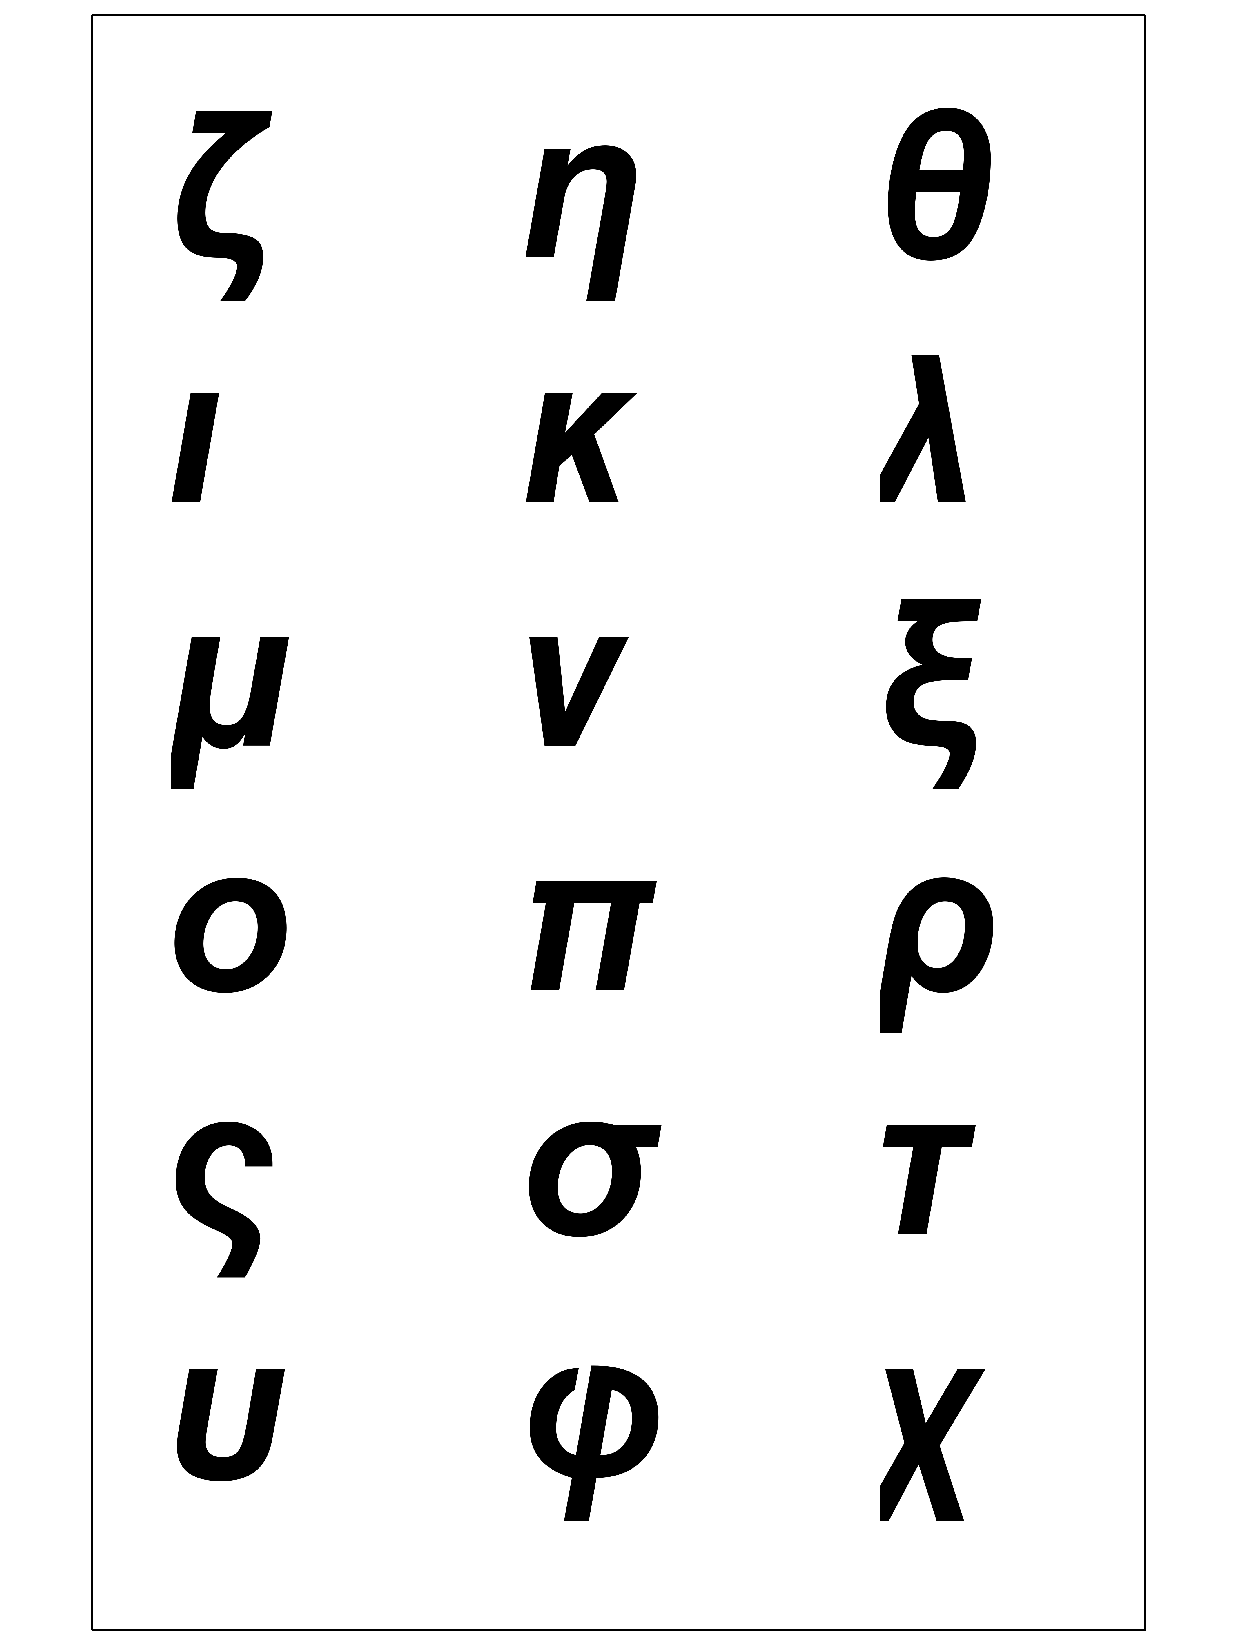 ζ η θ
ι κ λ
μ ν ξ
ο π ρ
ς σ τ
υ φ χ